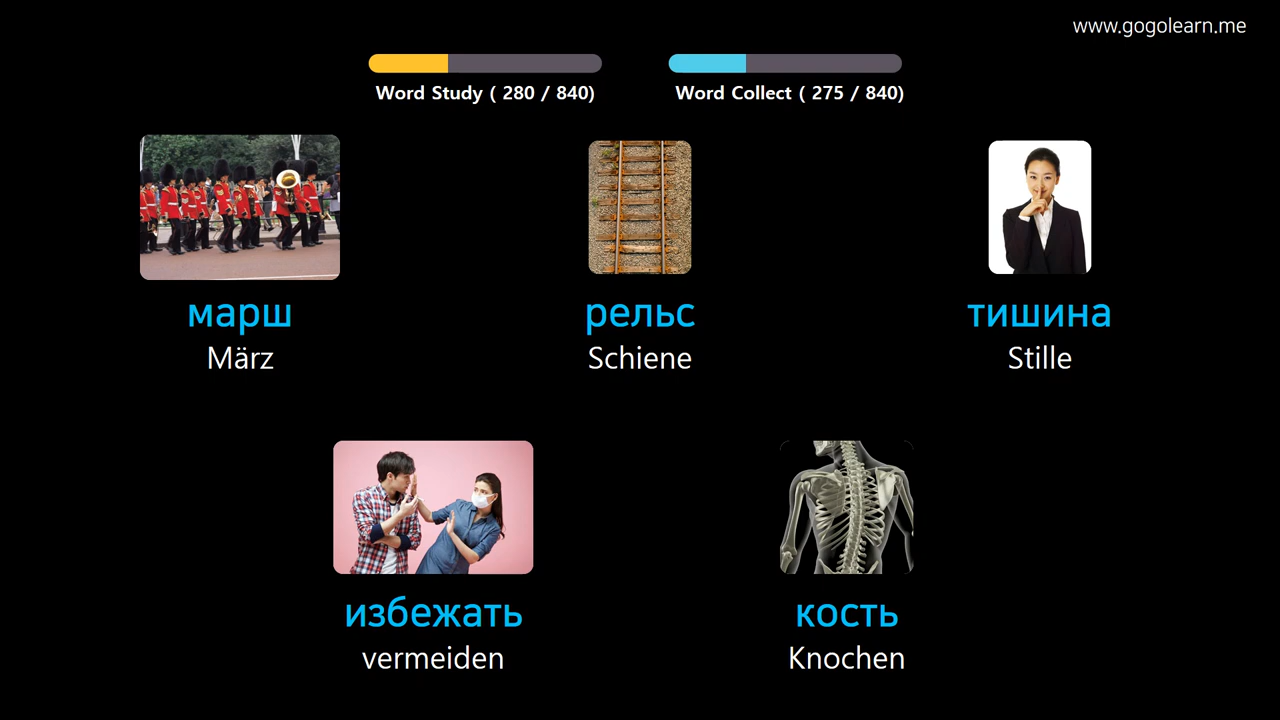 www.gogolearn.me
Word Study ( 280 / 840)
Word Collect ( 275 / 840)
марш
März
рельс
Schiene
тишина
Stille
избежать
vermeiden
кость
Knochen